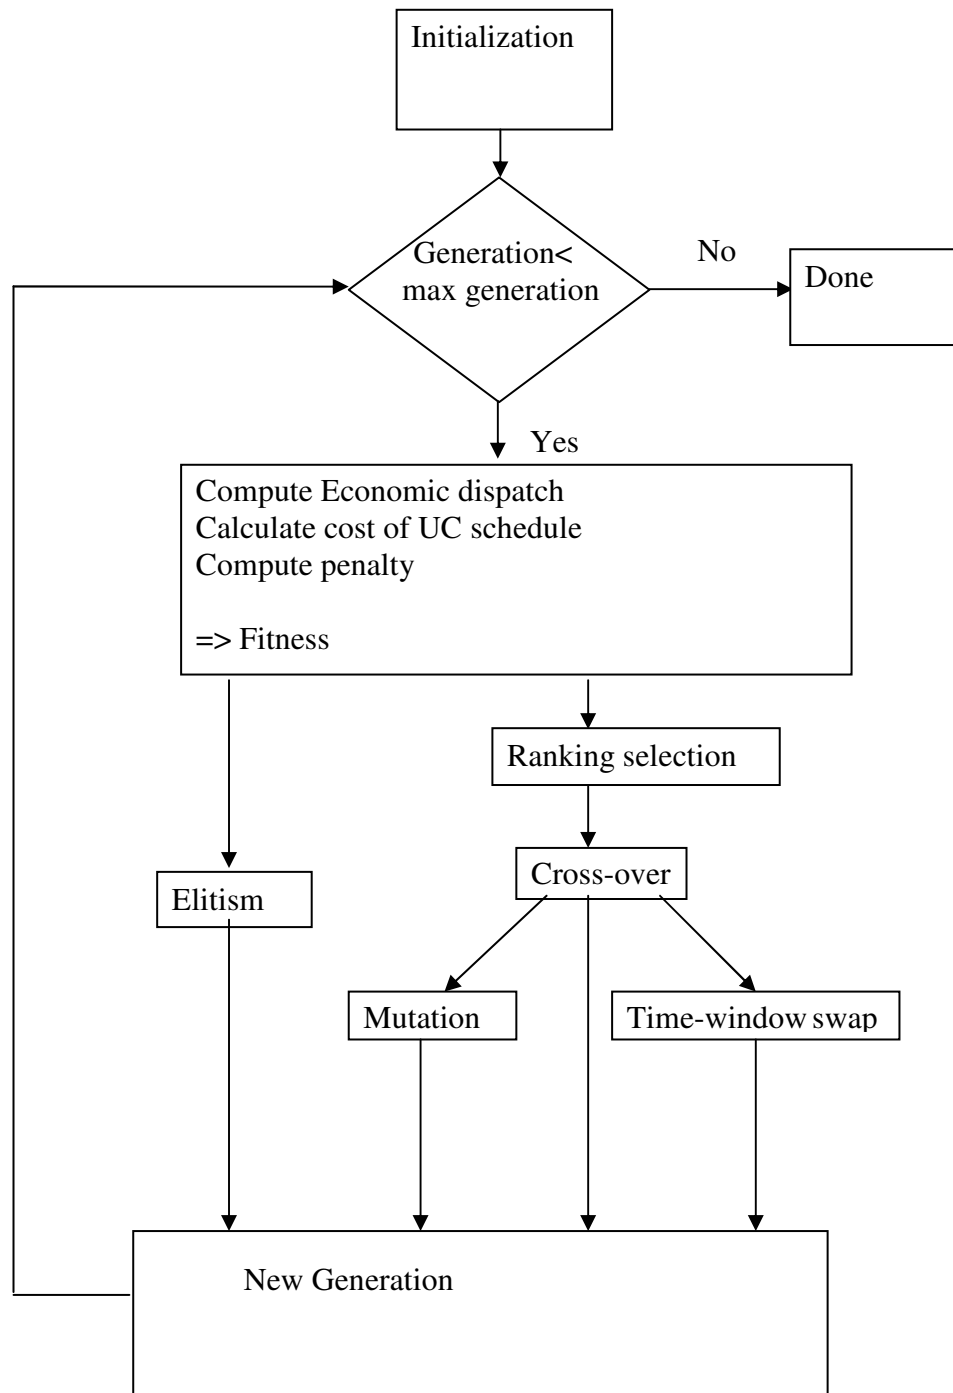 Initialization
Generation<
max generation
No
Done
Yes
Compute Economic dispatch
Calculate cost of UC schedule
Compute penalty
=> Fitness
Ranking selection
Cross-over
Elitism
Mutation
Time-window swap
New Generation